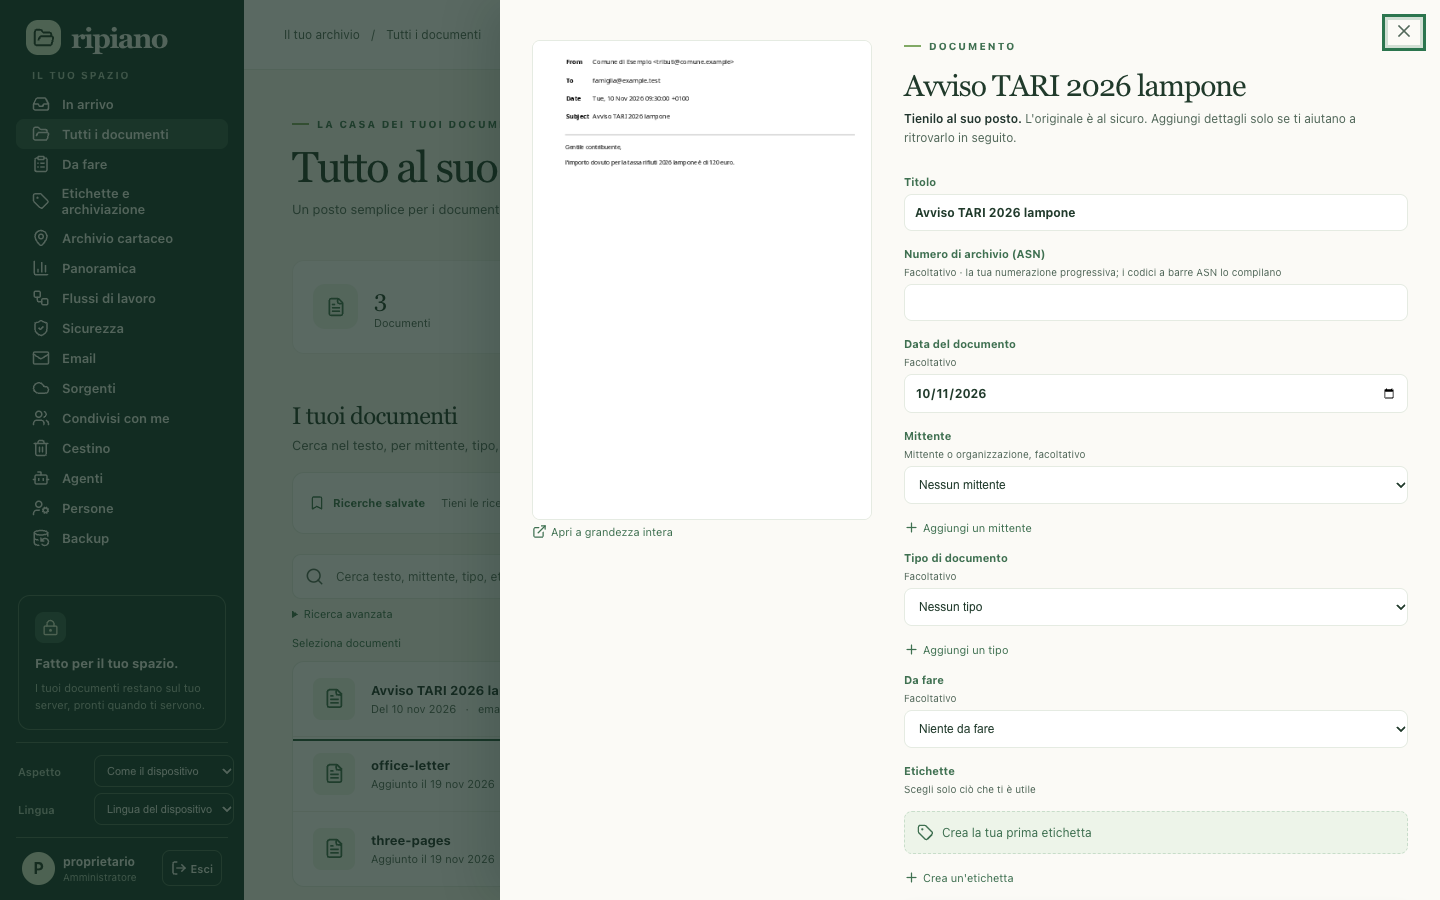 ripiano
IL TUO SPAZIO
In arrivo
Tutti i documenti
Da fare
Etichette e
archiviazione
Archivio cartaceo
Panoramica
Flussi di lavoro
Sicurezza
Email
Sorgenti
Condivisi con me
Cestino
Agenti
Persone
Backup
Fatto per il tuo spazio.
I tuoi documenti restano sul tuo
server, pronti quando ti servono.
Aspetto
Come il dispositivo
Lingua
Lingua del dispositivo
P
proprietario
Amministratore
Esci
Il tuo archivio / Tutti i documenti
LA CASA DEI TUOI DOCUM
Tutto al suo
Un posto semplice per i document
3
Documenti
I tuoi documenti
Cerca nel testo, per mittente, tipo,
Ricerche salvate Tieni le rice
Cerca testo, mittente, tipo, et
Ricerca avanzata
Seleziona documenti
Avviso TARI 2026 la
Del 10 nov 2026 · ema
office-letter
Aggiunto il 19 nov 2026
three-pages
Aggiunto il 19 nov 2026
From Comune di Esempio <tributi@comune.example>
To famiglia@example.test
Date Tue, 10 Nov 2026 09:30:00 +0100
Subject Avviso TARI 2026 lampone
Gentile contribuente,
l'importo dovuto per la tassa rifiuti 2026 lampone è di 120 euro.
Apri a grandezza intera
DOCUMENTO
Avviso TARI 2026 lampone
Tienilo al suo posto. L'originale è al sicuro. Aggiungi dettagli solo se ti aiutano a
ritrovarlo in seguito.
Titolo
Avviso TARI 2026 lampone
Numero di archivio (ASN)
Facoltativo · la tua numerazione progressiva; i codici a barre ASN lo compilano
Data del documento
Facoltativo
10/11/2026
Mittente
Mittente o organizzazione, facoltativo
Nessun mittente
Aggiungi un mittente
Tipo di documento
Facoltativo
Nessun tipo
Aggiungi un tipo
Da fare
Facoltativo
Niente da fare
Etichette
Scegli solo ciò che ti è utile
Crea la tua prima etichetta
Crea un'etichetta